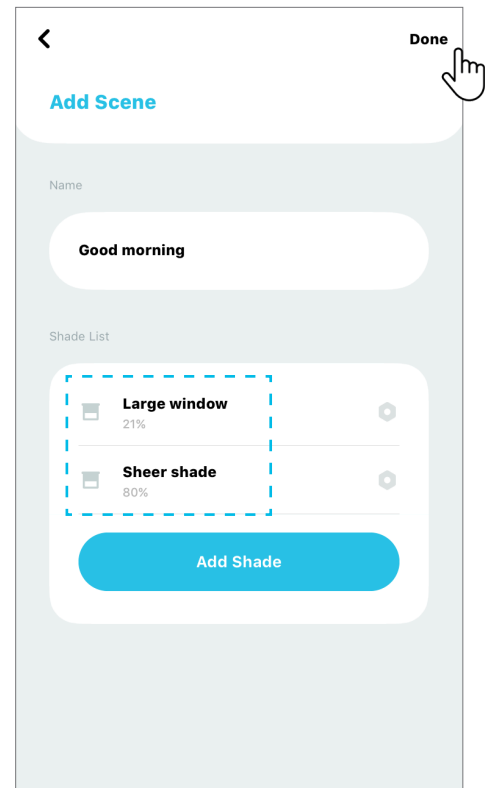 Done
Add Scene
Name
Good morning
Shade List
Large window
21%
Sheer shade
80%
Add Shade